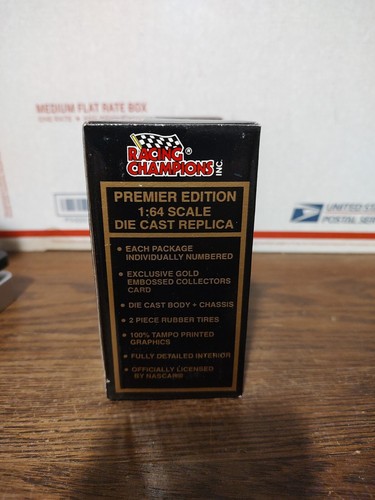 MEDIUM FLAT RATE BOX
UNITED STATES
POSTAL SERVICE
RACING
CHAMPIONS INC.
®
PREMIER EDITION
1:64 SCALE
DIE CAST REPLICA
• EACH PACKAGE
INDIVIDUALLY NUMBERED
• EXCLUSIVE GOLD
EMBOSSED COLLECTORS
CARD
• DIE CAST BODY + CHASSIS
• 2 PIECE RUBBER TIRES
• 100% TAMPO PRINTED
GRAPHICS
• FULLY DETAILED INTERIOR
• OFFICIALLY LICENSED
BY NASCAR®